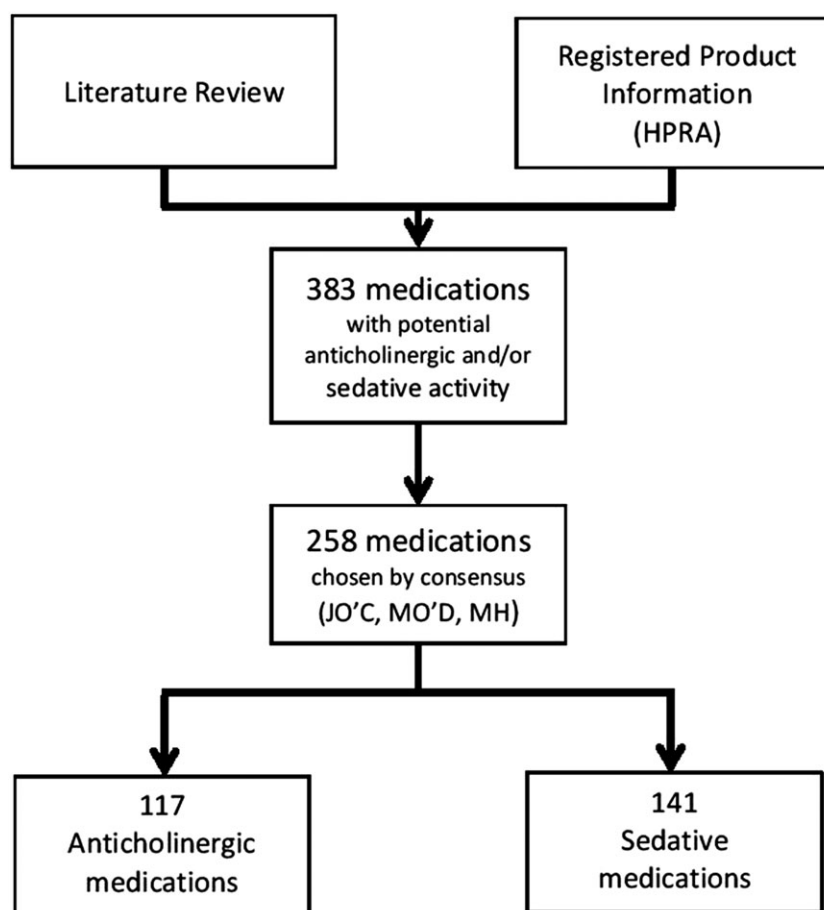 Literature Review
Registered Product
Information
(HPRA)
383 medications
with potential
anticholinergic and/or
sedative activity
258 medications
chosen by consensus
(JO’C, MO’D, MH)
117
Anticholinergic
medications
141
Sedative
medications